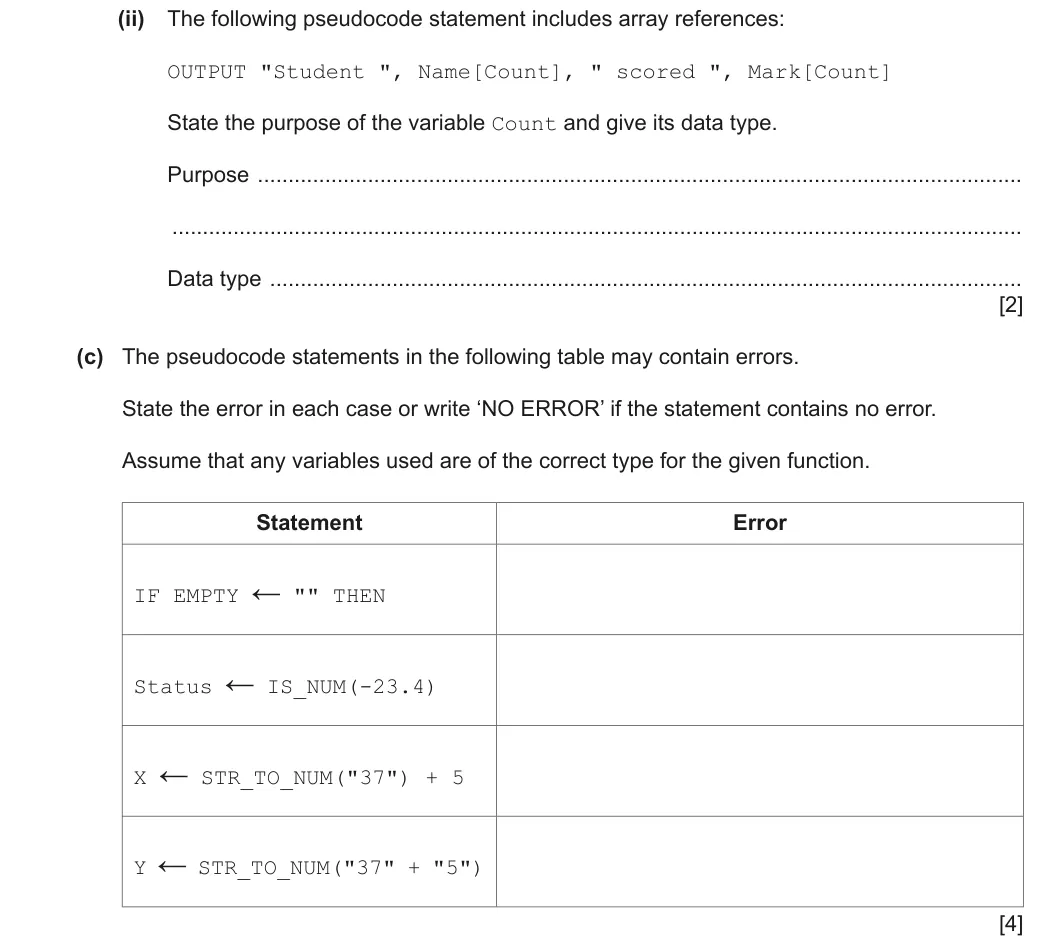 (ii) The following pseudocode statement includes array references:
OUTPUT "Student ", Name[Count], " scored ", Mark[Count]
State the purpose of the variable Count and give its data type.
Purpose ................................................................................................................................
................................................................................................................................................
Data type ..............................................................................................................................
[2]
(c) The pseudocode statements in the following table may contain errors.
State the error in each case or write ‘NO ERROR’ if the statement contains no error.
Assume that any variables used are of the correct type for the given function.
Statement Error
IF EMPTY ← "" THEN
Status ← IS_NUM(-23.4)
X ← STR_TO_NUM("37") + 5
Y ← STR_TO_NUM("37" + "5")
[4]